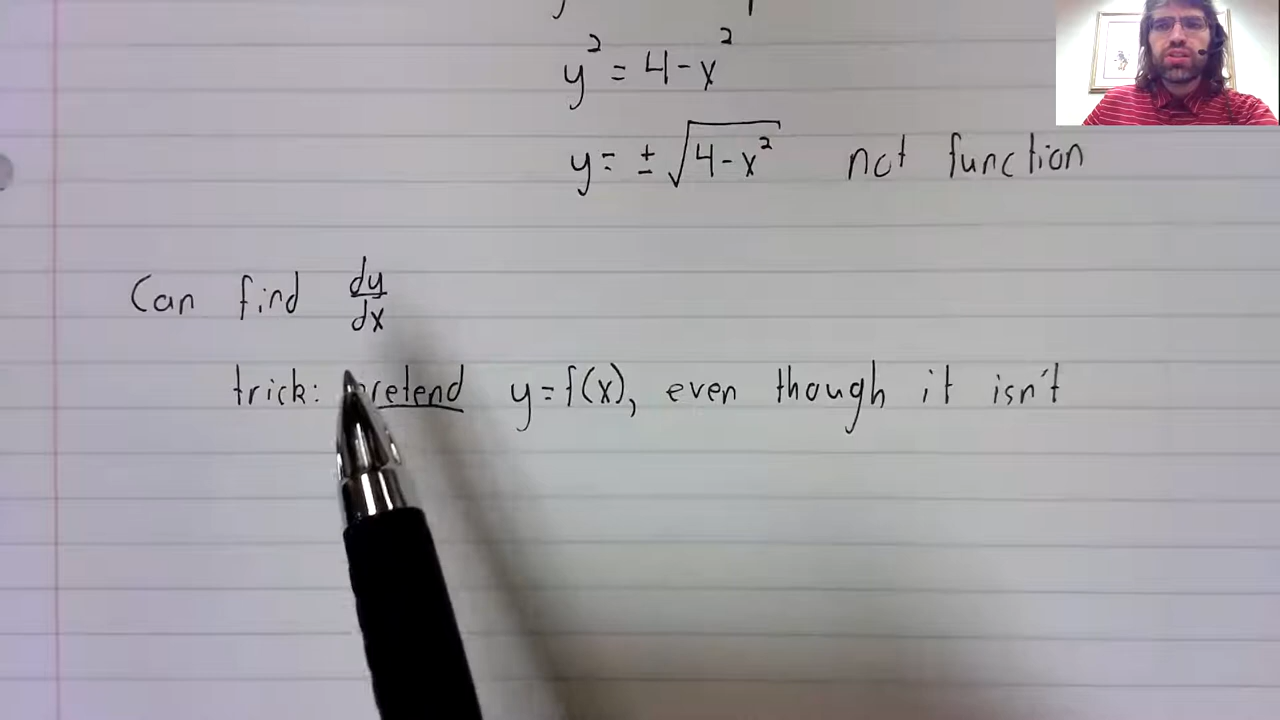 y² = 4 - x²
y = ± √(4 - x²) not function
Can find dy/dx
trick: pretend y = f(x), even though it isn't